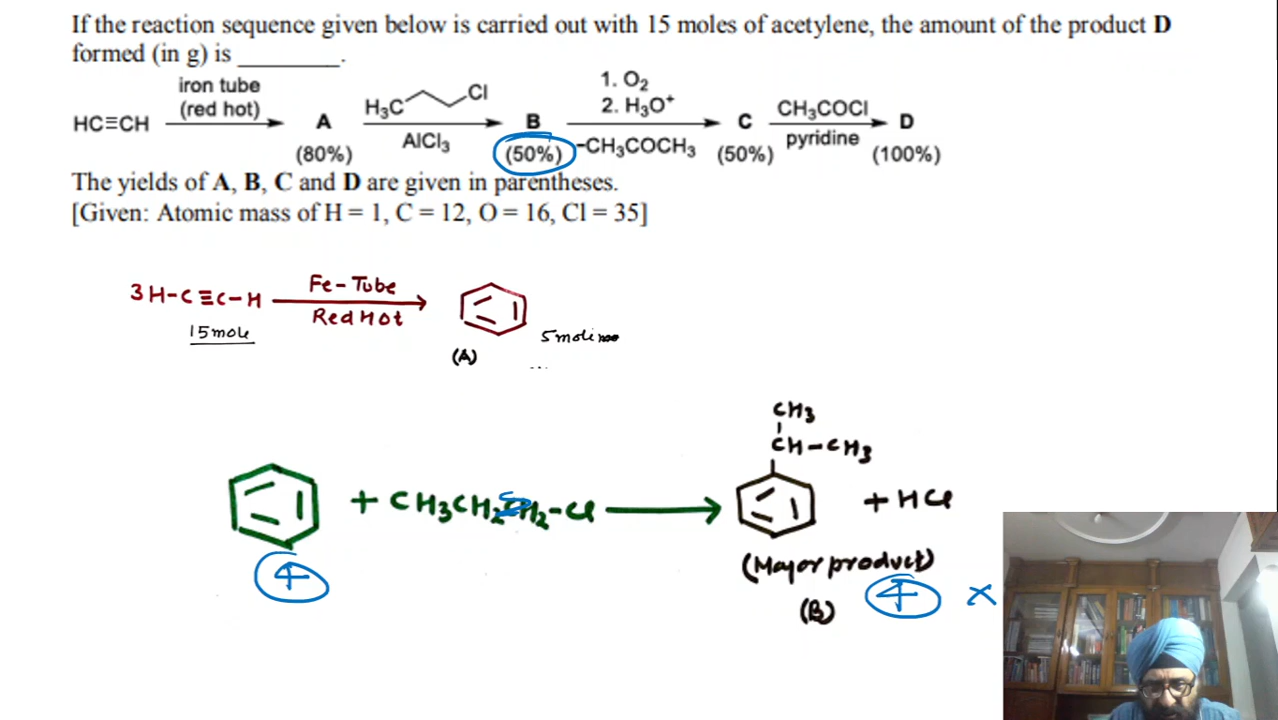 If the reaction sequence given below is carried out with 15 moles of acetylene, the amount of the product D
formed (in g) is ________.
HC≡CH iron tube (red hot) A (80%) H₃C Cl AlCl₃ B (50%) 1. O₂ 2. H₃O⁺ -CH₃COCH₃ C (50%) CH₃COCl pyridine D (100%)
The yields of A, B, C and D are given in parentheses.
[Given: Atomic mass of H = 1, C = 12, O = 16, Cl = 35]
3H-C≡C-H Fe-Tube Red Hot
15 mole
(A)
CH₃
CH-CH₃
+ CH₃CH₂CH₂-Cl + HCl
(Major product)
4 (B) 4 ×